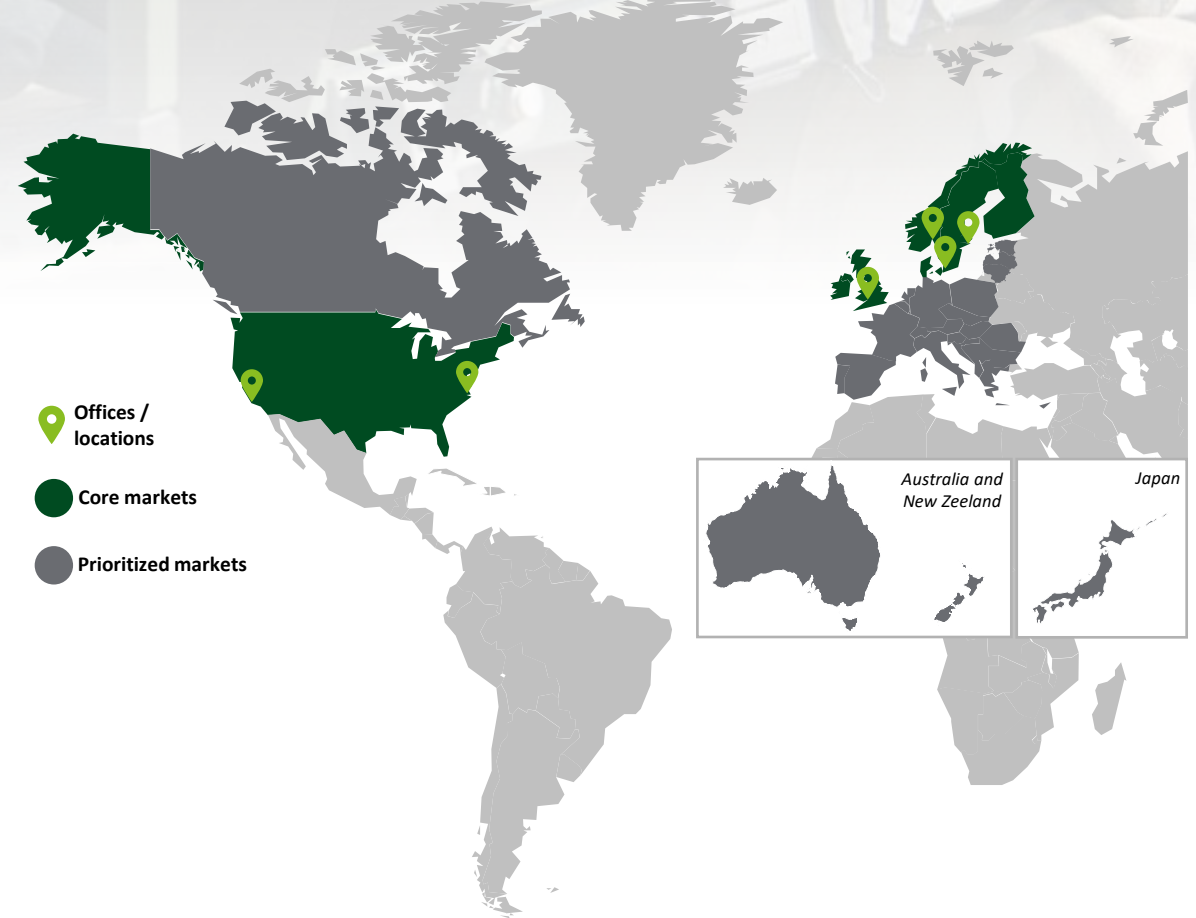 Offices /
locations
Core markets
Prioritized markets
Australia and
New Zeeland
Japan